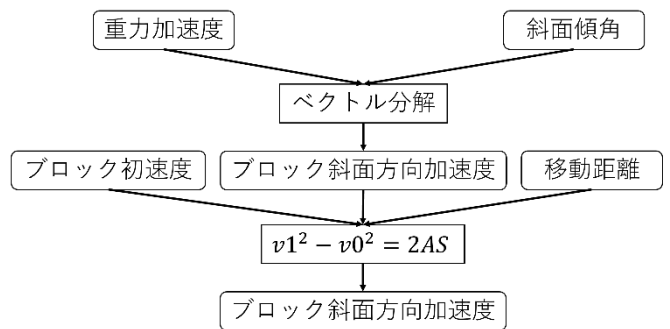 重力加速度
斜面傾角
ベクトル分解
ブロック初速度
ブロック斜面方向加速度
移動距離
v1² − v0² = 2AS
ブロック斜面方向加速度